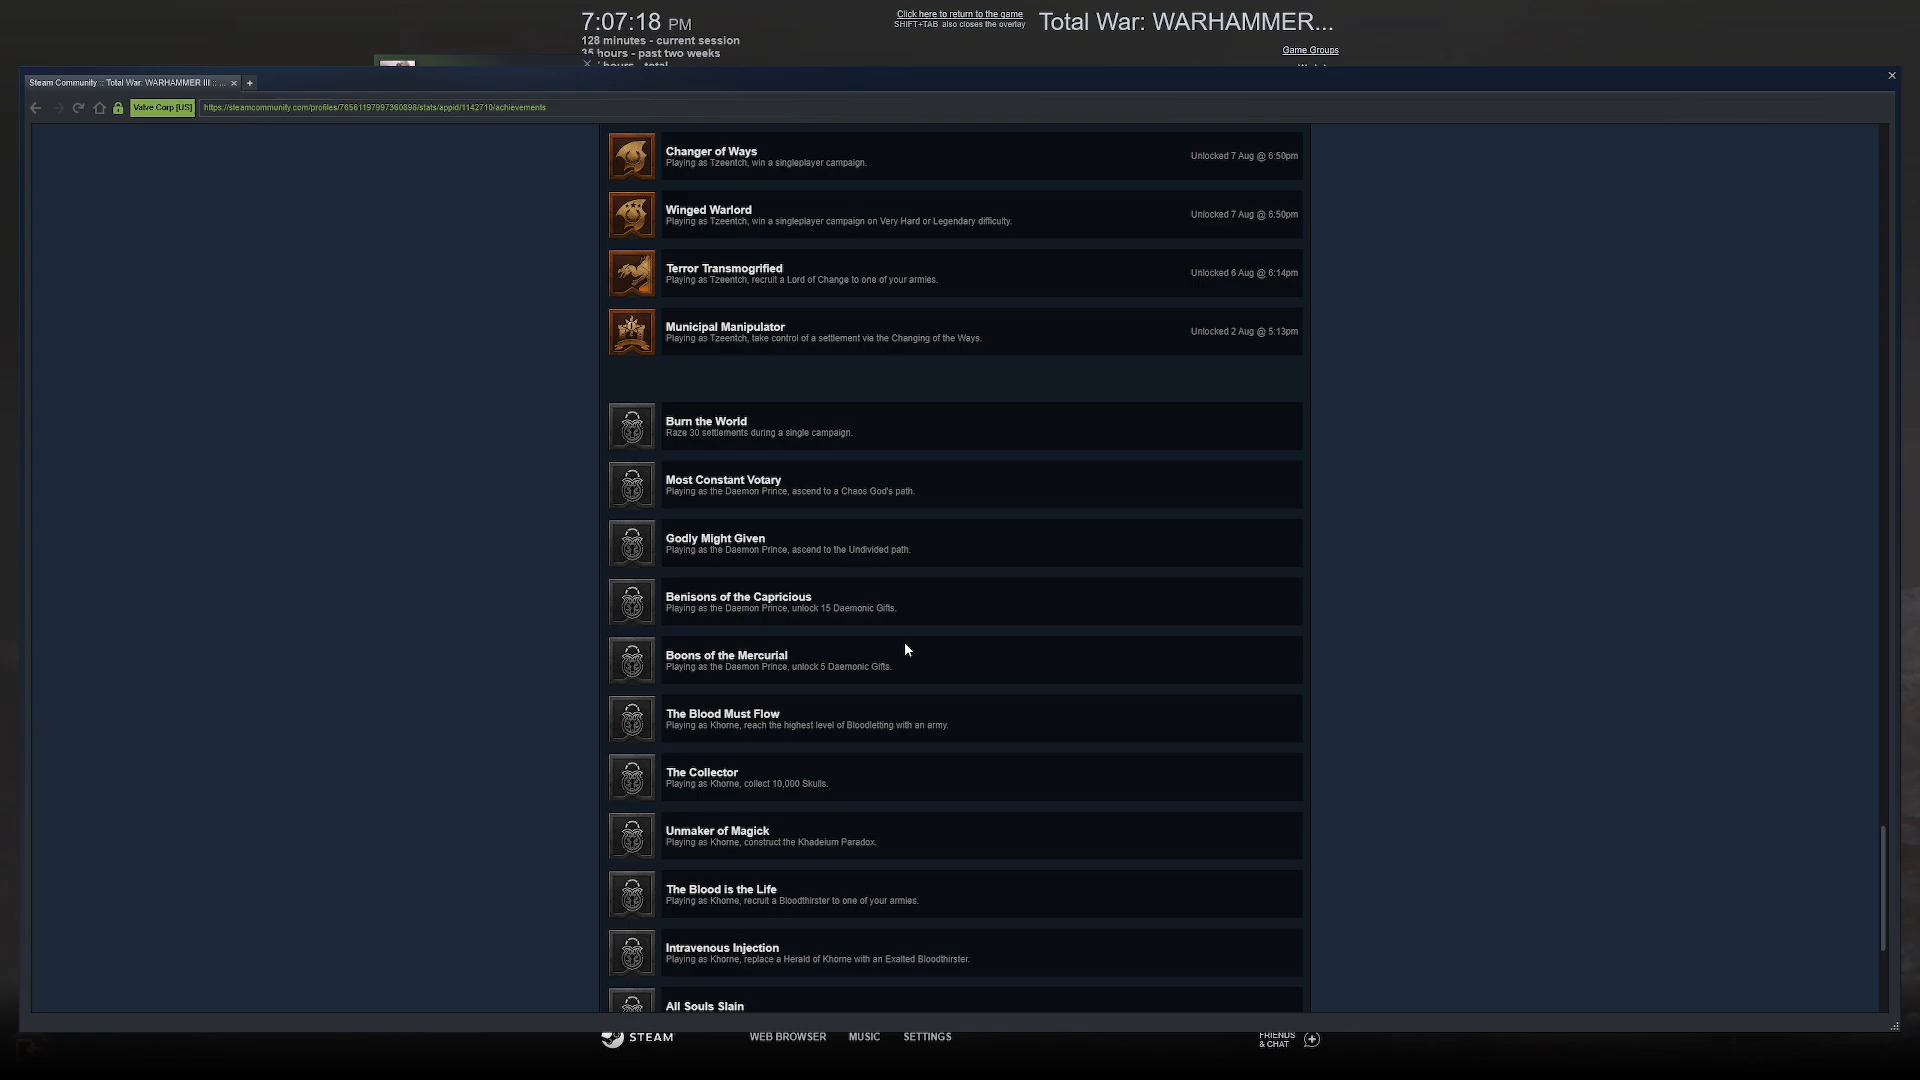 7:07:18 PM
128 minutes - current session
35 hours - past two weeks
hours - total
Click here to return to the game
SHIFT+TAB also closes the overlay
Total War: WARHAMMER...
Game Groups
Steam Community :: Total War: WARHAMMER III :: ...
Valve Corp [US]
https://steamcommunity.com/profiles/76561197997360898/stats/appid/1142710/achievements
Changer of Ways
Playing as Tzeentch, win a singleplayer campaign.
Unlocked 7 Aug @ 6:50pm
Winged Warlord
Playing as Tzeentch, win a singleplayer campaign on Very Hard or Legendary difficulty.
Unlocked 7 Aug @ 6:50pm
Terror Transmogrified
Playing as Tzeentch, recruit a Lord of Change to one of your armies.
Unlocked 6 Aug @ 6:14pm
Municipal Manipulator
Playing as Tzeentch, take control of a settlement via the Changing of the Ways.
Unlocked 2 Aug @ 5:13pm
Burn the World
Raze 30 settlements during a single campaign.
Most Constant Votary
Playing as the Daemon Prince, ascend to a Chaos God's path.
Godly Might Given
Playing as the Daemon Prince, ascend to the Undivided path.
Benisons of the Capricious
Playing as the Daemon Prince, unlock 15 Daemonic Gifts.
Boons of the Mercurial
Playing as the Daemon Prince, unlock 5 Daemonic Gifts.
The Blood Must Flow
Playing as Khorne, reach the highest level of Bloodletting with an army.
The Collector
Playing as Khorne, collect 10,000 Skulls.
Unmaker of Magick
Playing as Khorne, construct the Khadeium Paradox.
The Blood is the Life
Playing as Khorne, recruit a Bloodthirster to one of your armies.
Intravenous Injection
Playing as Khorne, replace a Herald of Khorne with an Exalted Bloodthirster.
All Souls Slain
STEAM
WEB BROWSER
MUSIC
SETTINGS
FRIENDS
& CHAT